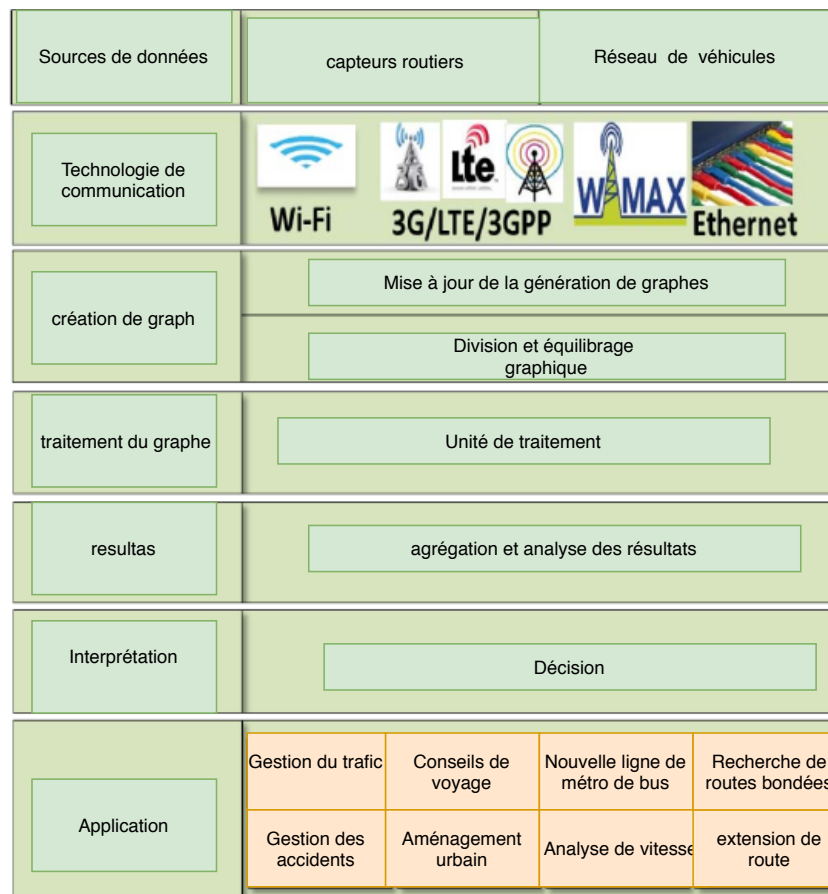 Sources de données
capteurs routiers
Réseau de véhicules
Technologie de
communication
3G
Lte
WiMAX
Wi-Fi
3G/LTE/3GPP
Ethernet
création de graph
Mise à jour de la génération de graphes
Division et équilibrage
graphique
traitement du graphe
Unité de traitement
resultas
agrégation et analyse des résultats
Interprétation
Décision
Application
Gestion du trafic
Conseils de
voyage
Nouvelle ligne de
métro de bus
Recherche de
routes bondées
Gestion des
accidents
Aménagement
urbain
Analyse de vitesse
extension de
route